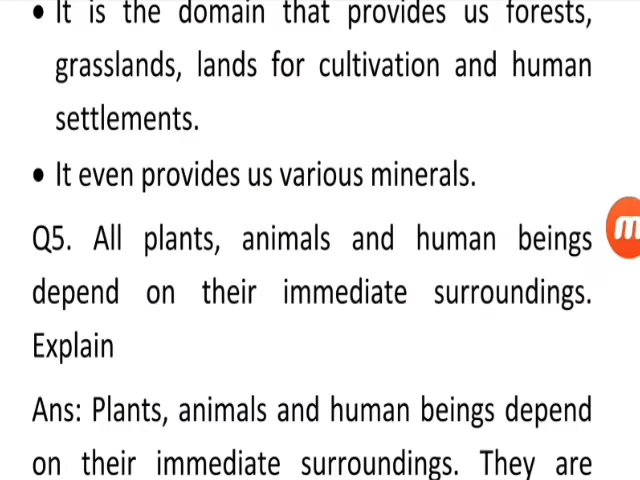 • It is the domain that provides us forests,
grasslands, lands for cultivation and human
settlements.
• It even provides us various minerals.
Q5. All plants, animals and human beings
depend on their immediate surroundings.
Explain
Ans: Plants, animals and human beings depend
on their immediate surroundings. They are